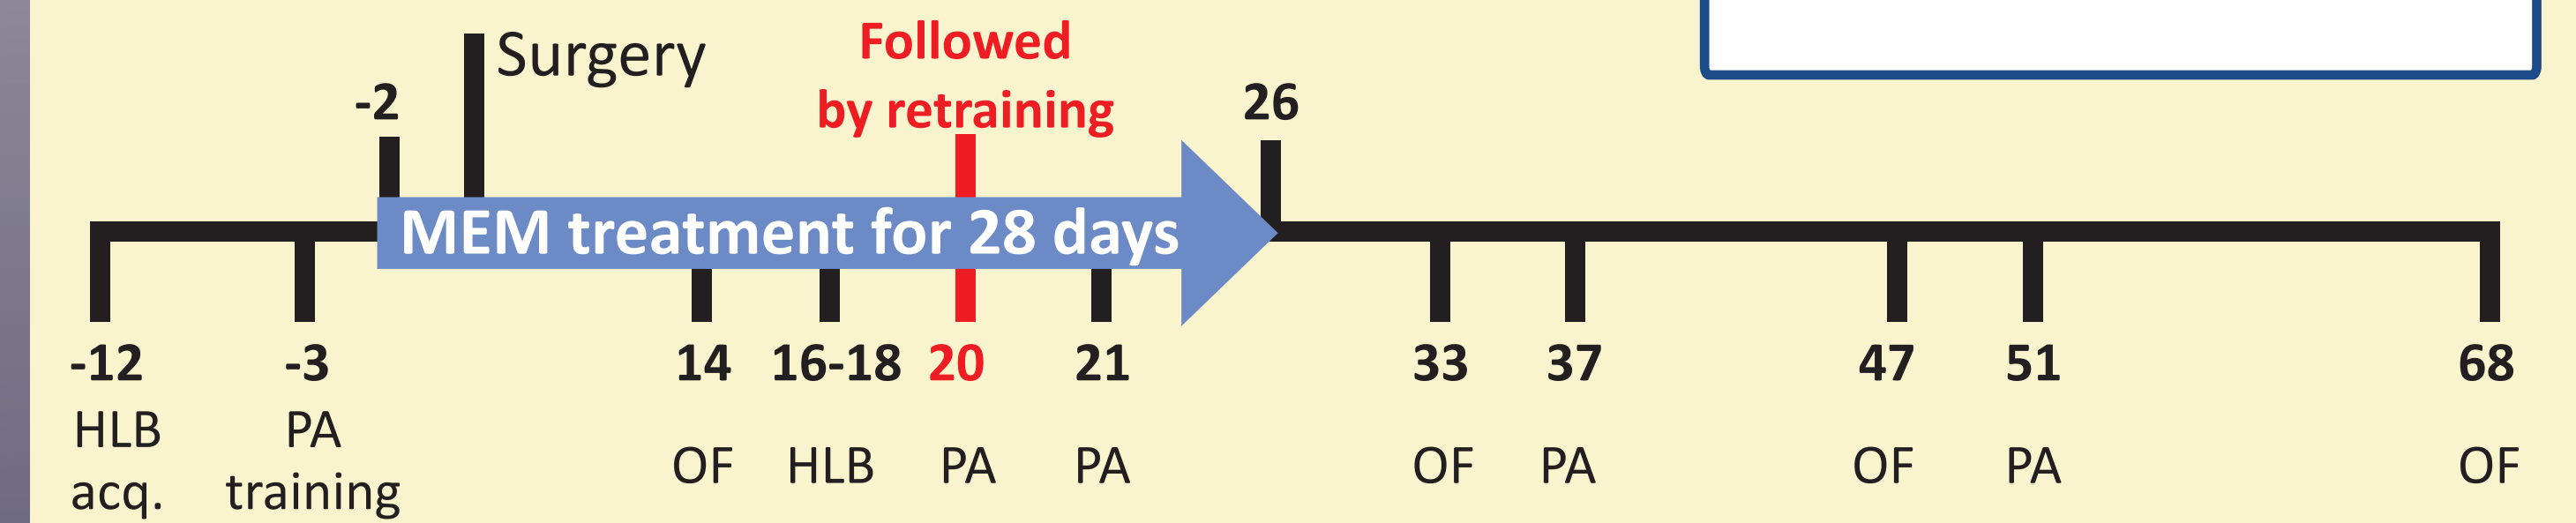 Surgery
Followed
by retraining
-2
26
MEM treatment for 28 days
-12
-3
14
16-18
20
21
33
37
47
51
68
HLB
acq.
PA
training
OF
HLB
PA
PA
OF
PA
OF
PA
OF